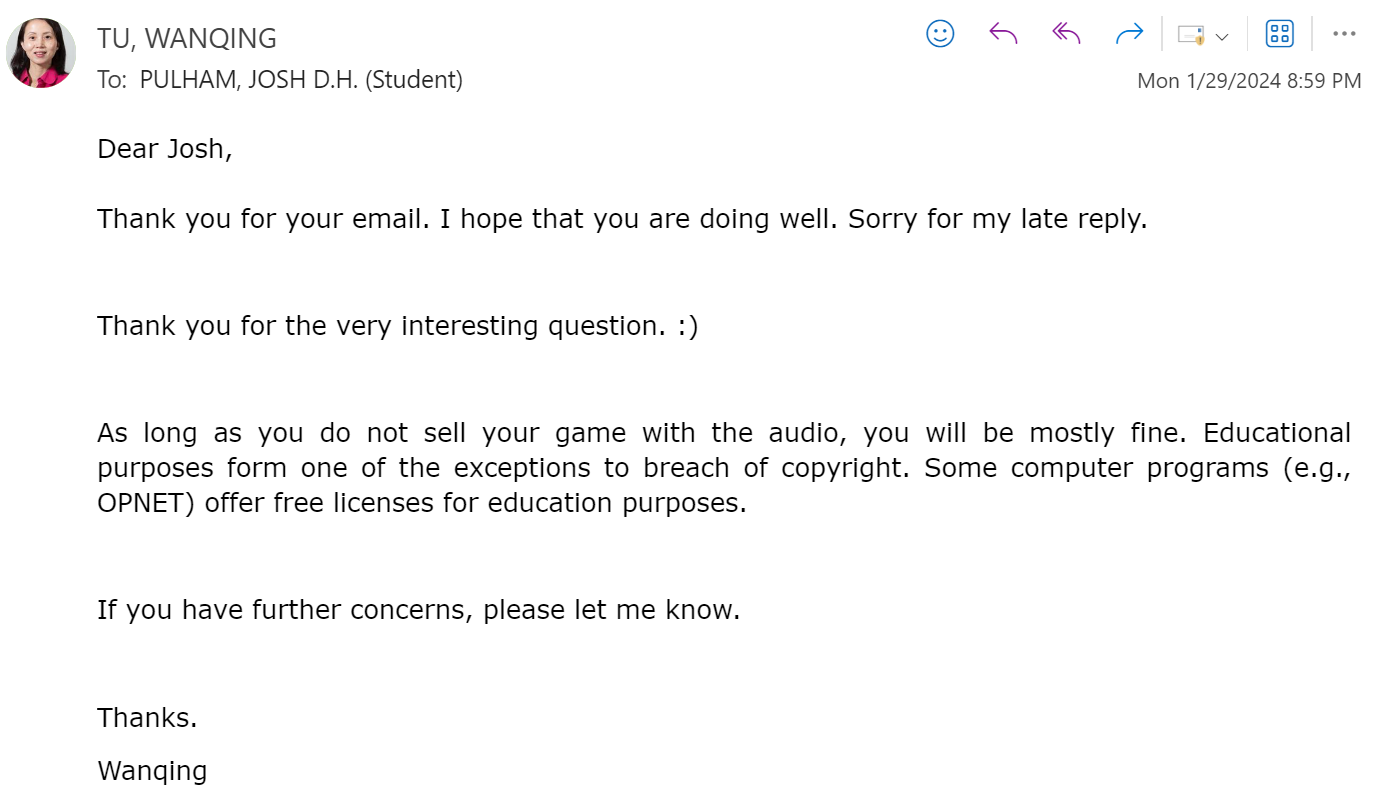 TU, WANQING
To: PULHAM, JOSH D.H. (Student)
Mon 1/29/2024 8:59 PM
Dear Josh,
Thank you for your email. I hope that you are doing well. Sorry for my late reply.
Thank you for the very interesting question. :)
As long as you do not sell your game with the audio, you will be mostly fine. Educational
purposes form one of the exceptions to breach of copyright. Some computer programs (e.g.,
OPNET) offer free licenses for education purposes.
If you have further concerns, please let me know.
Thanks.
Wanqing